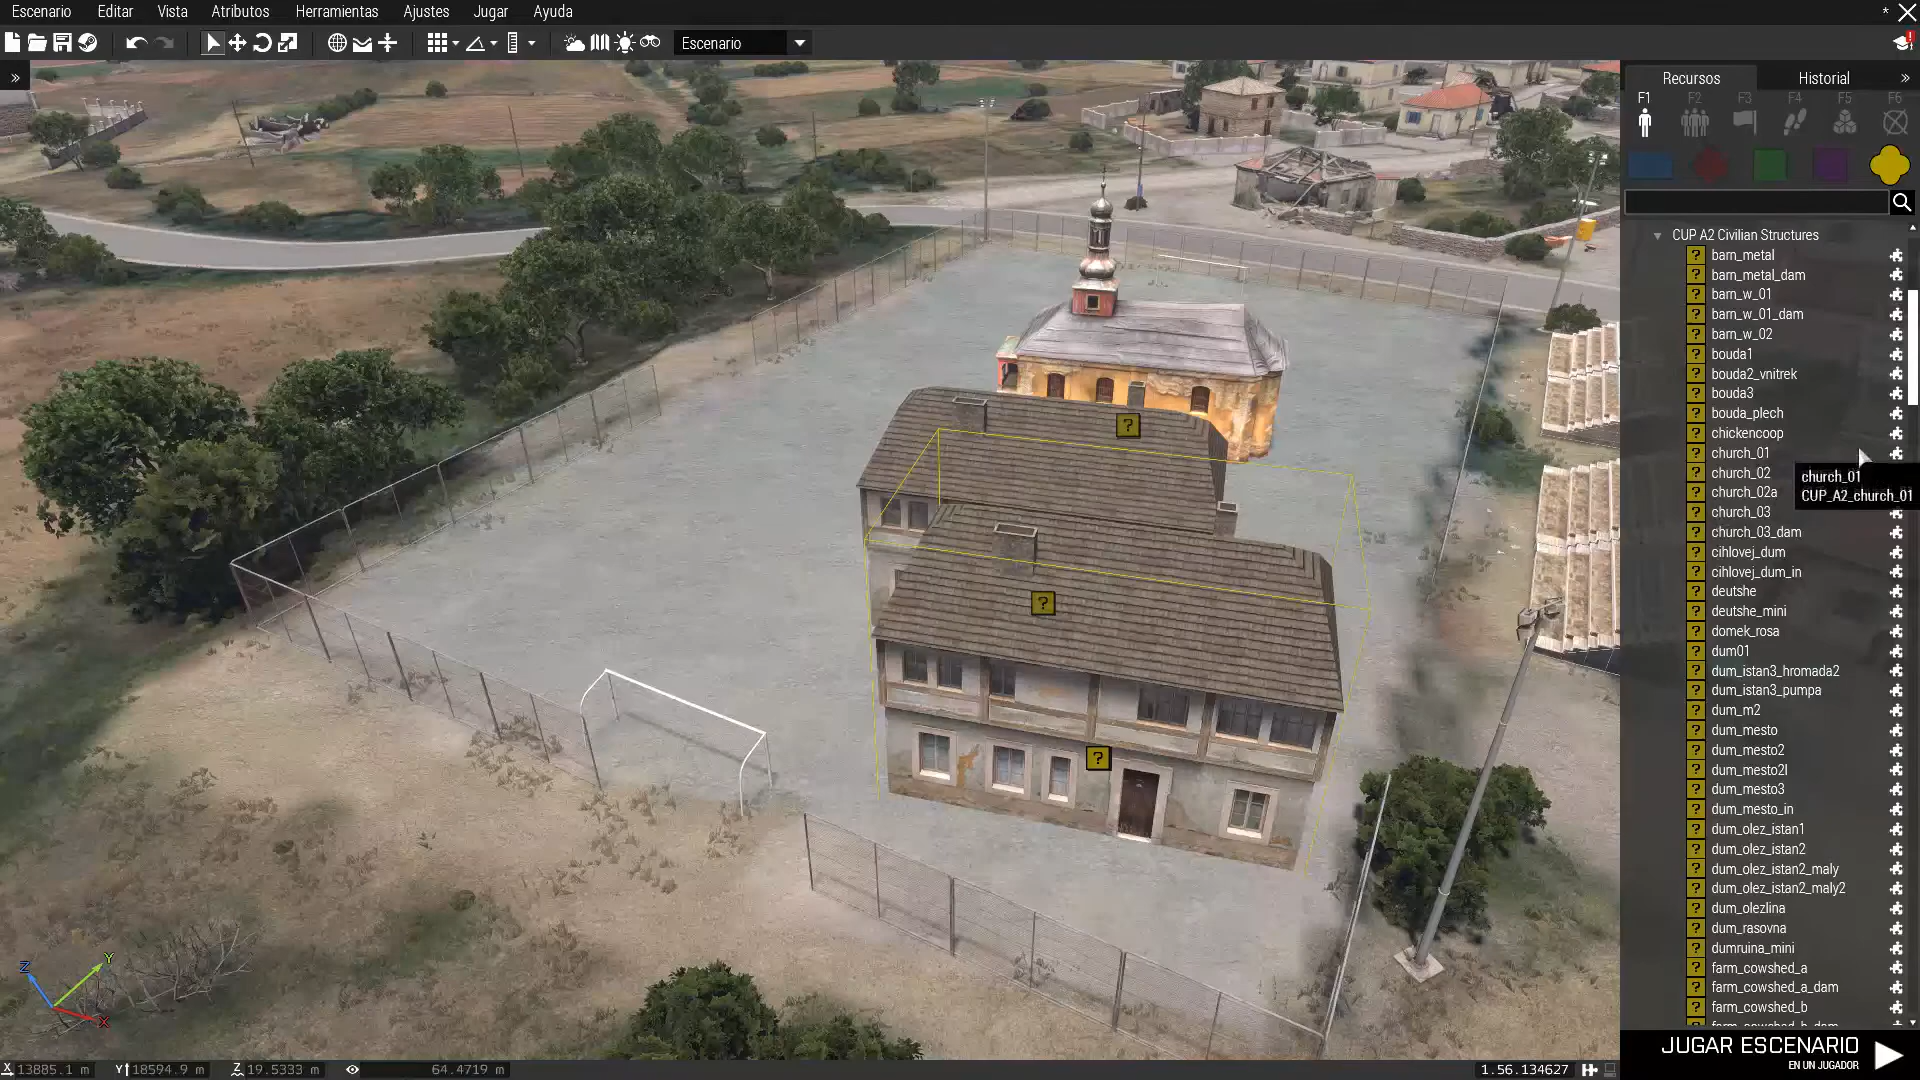 Escenario Editar Vista Atributos Herramientas Ajustes Jugar Ayuda
*
Escenario
Recursos Historial
F1 F2 F3 F4 F5 F6
CUP A2 Civilian Structures
barn_metal
barn_metal_dam
barn_w_01
barn_w_01_dam
barn_w_02
bouda1
bouda2_vnitrek
bouda3
bouda_plech
chickencoop
church_01
church_02
church_02a
church_03
church_03_dam
cihlovej_dum
cihlovej_dum_in
deutshe
deutshe_mini
domek_rosa
dum01
dum_istan3_hromada2
dum_istan3_pumpa
dum_m2
dum_mesto
dum_mesto2
dum_mesto2l
dum_mesto3
dum_mesto_in
dum_olez_istan1
dum_olez_istan2
dum_olez_istan2_maly
dum_olez_istan2_maly2
dum_olezlina
dum_rasovna
dumruina_mini
farm_cowshed_a
farm_cowshed_a_dam
farm_cowshed_b
farm_cowshed_b_dam
church_01
CUP_A2_church_01
?
?
?
Z Y X
JUGAR ESCENARIO
EN UN JUGADOR
X 13885.1 m Y 18594.9 m Z 19.5333 m 64.4719 m 1.56.134627